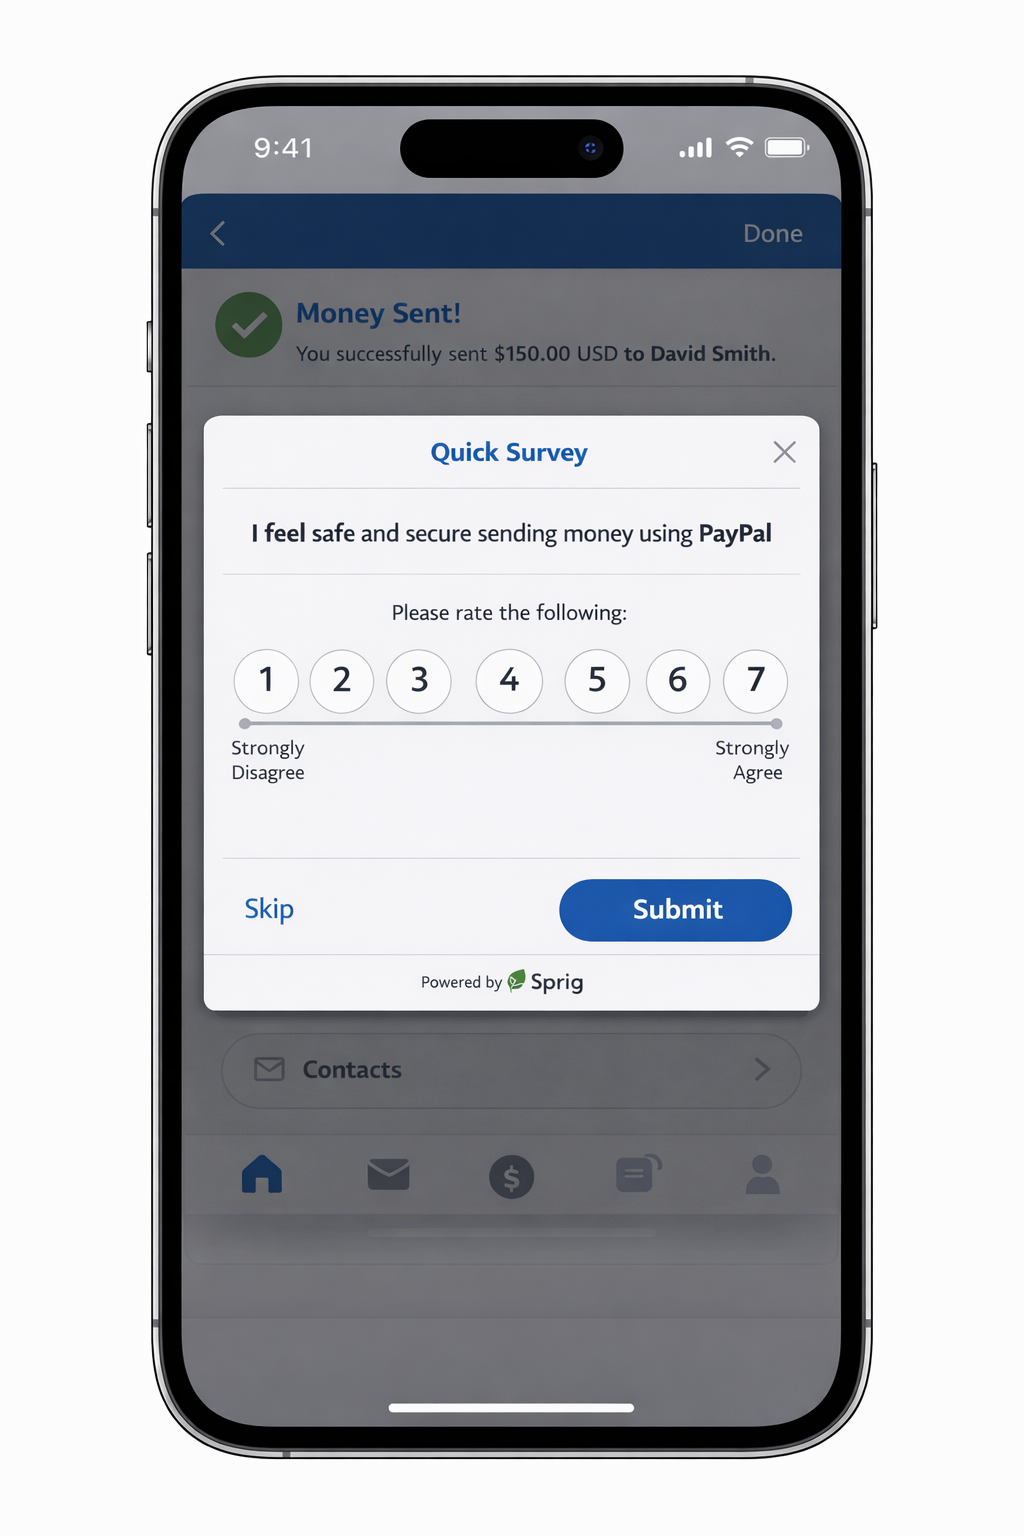 9:41
Done
Money Sent!
You successfully sent $150.00 USD to David Smith.
Quick Survey
I feel safe and secure sending money using PayPal
Please rate the following:
1 2 3 4 5 6 7
Strongly Disagree
Strongly Agree
Skip
Submit
Powered by Sprig
Contacts
$